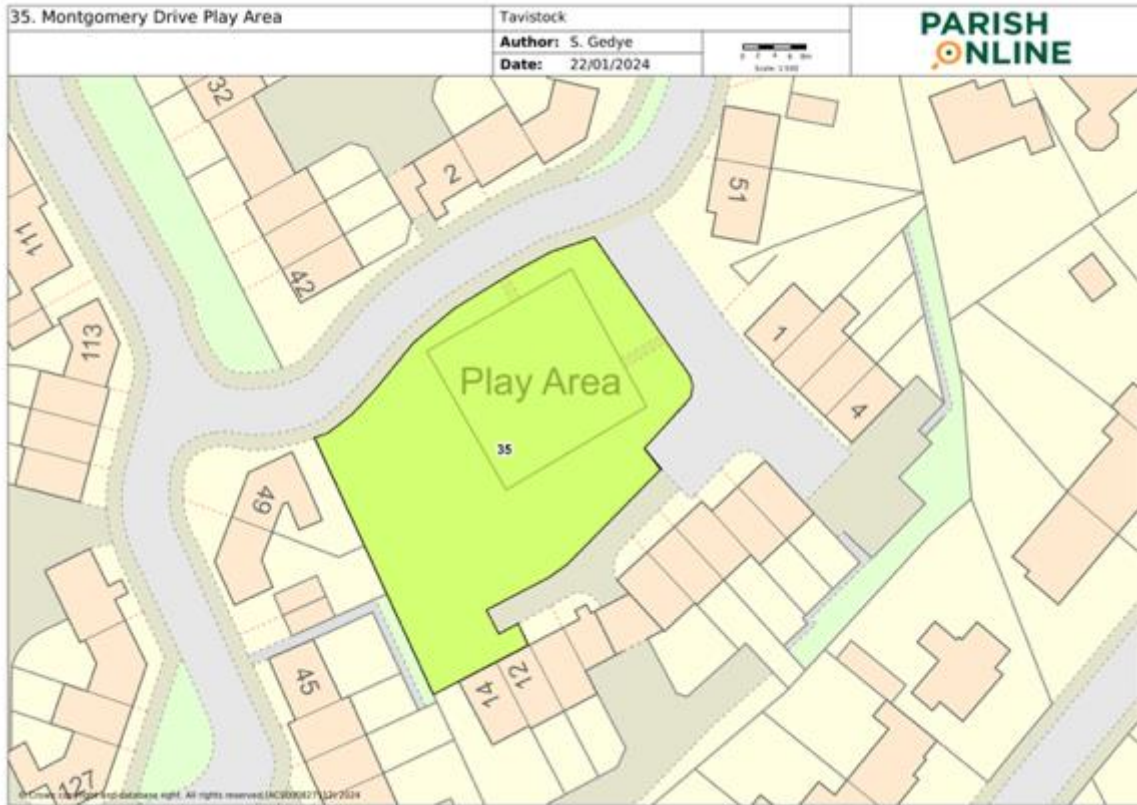 35. Montgomery Drive Play Area
Tavistock
Author: S. Gedye
Date: 22/01/2024
PARISH
ONLINE
32
2
51
111
42
113
1
Play Area
4
35
49
45
14
12
127